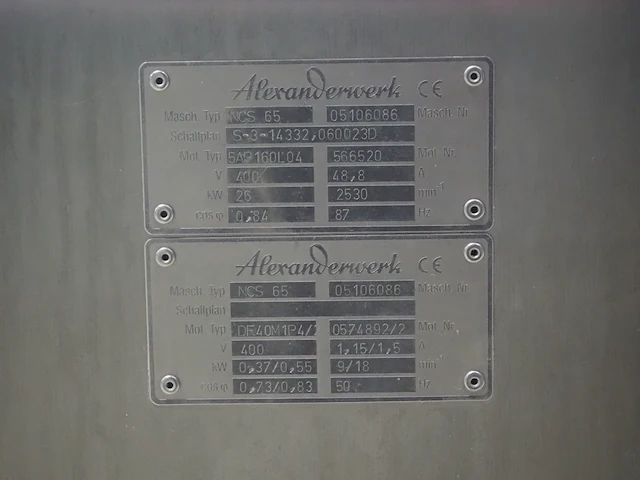 Alexanderwerk CE
Masch. Typ NCS 65 05106086 Masch. Nr.
Schaltplan S-3-14332,060023D
Mot. Typ 566520 Mot. Nr.
V 400 48,8 A
kW 26 2530 min-1
cos φ 0,84 87 Hz
Alexanderwerk CE
Masch. Typ NCS 65 05106086 Masch. Nr.
Schaltplan
Mot. Typ 0574892/2 Mot. Nr.
V 400 1,15/1,5 A
kW 0,37/0,55 9/18 min-1
cos φ 0,73/0,83 50 Hz